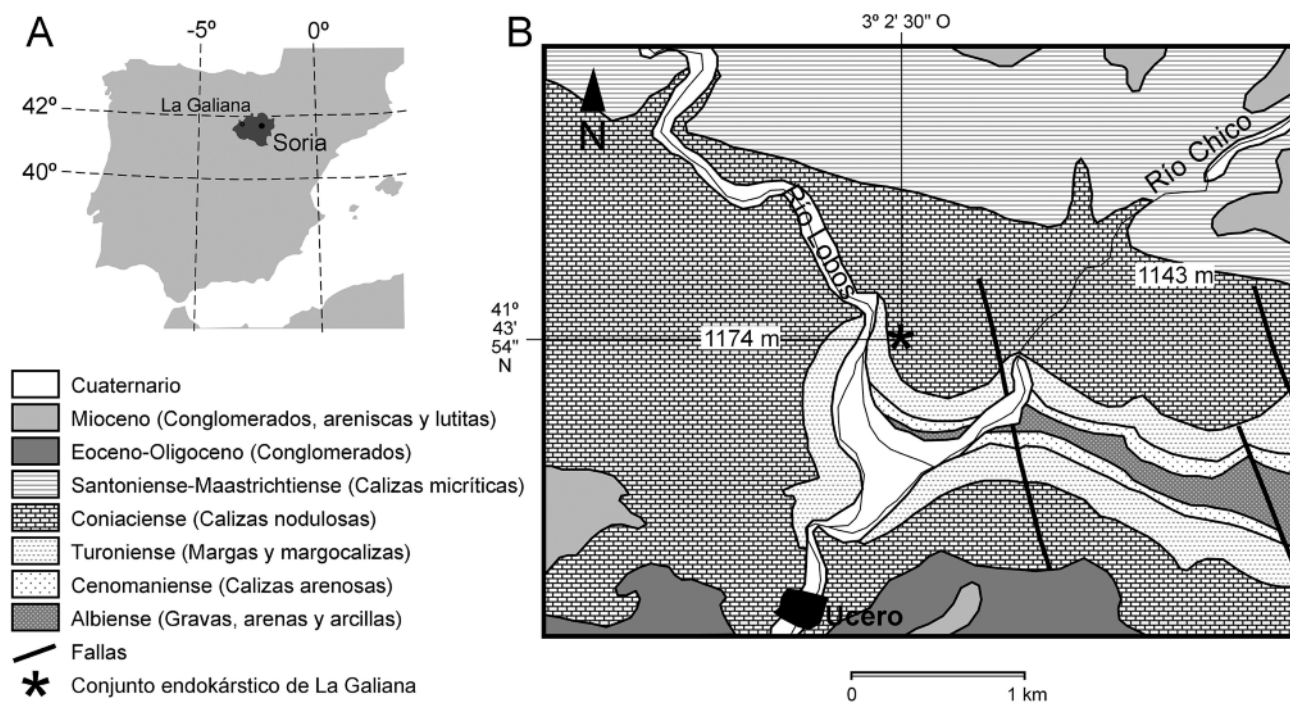 A
-5º
0º
42º
La Galiana
Soria
40º
Cuaternario
Mioceno (Conglomerados, areniscas y lutitas)
Eoceno-Oligoceno (Conglomerados)
Santoniense-Maastrichtiense (Calizas micríticas)
Coniaciense (Calizas nodulosas)
Turoniense (Margas y margocalizas)
Cenomaniense (Calizas arenosas)
Albiense (Gravas, arenas y arcillas)
Fallas
Conjunto endokárstico de La Galiana
B
3º 2' 30" O
N
Río Chico
Río Lobos
1143 m
41º
43'
54"
N
1174 m
Ucero
0
1 km